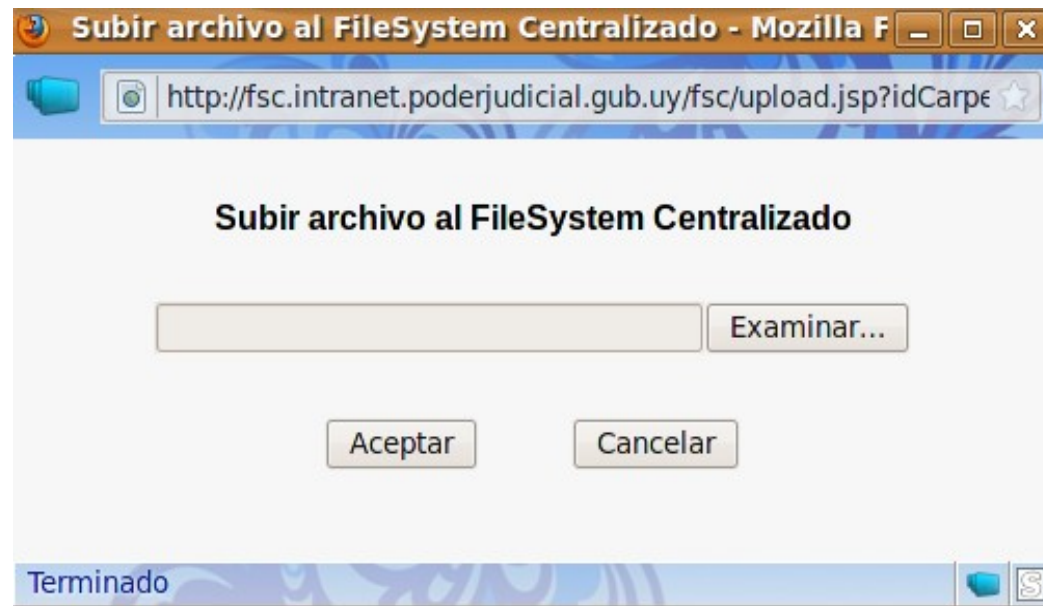 Subir archivo al FileSystem Centralizado - Mozilla F
http://fsc.intranet.poderjudicial.gub.uy/fsc/upload.jsp?idCarpe
Subir archivo al FileSystem Centralizado
Examinar...
Aceptar Cancelar
Terminado